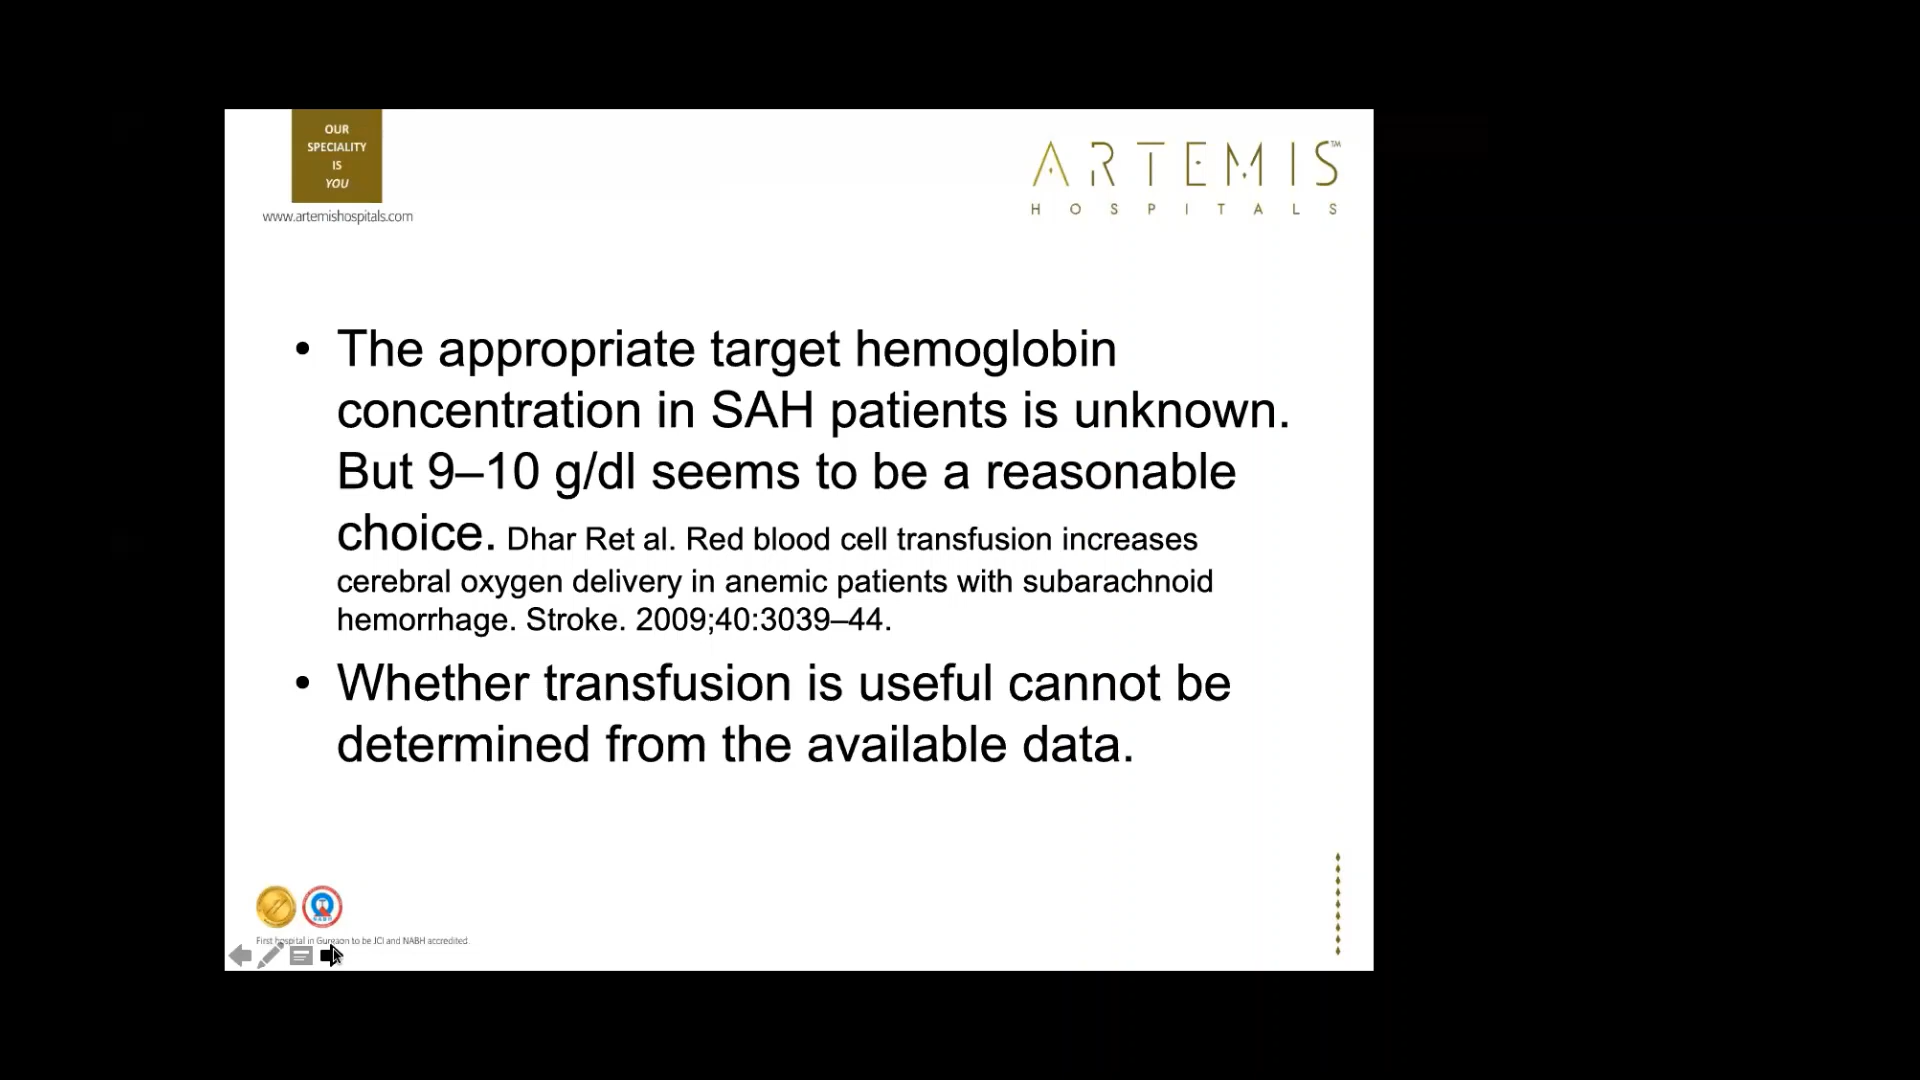 OUR
SPECIALITY
IS
YOU
www.artemishospitals.com
ARTEMIS™
HOSPITALS
• The appropriate target hemoglobin
concentration in SAH patients is unknown.
But 9–10 g/dl seems to be a reasonable
choice. Dhar Ret al. Red blood cell transfusion increases
cerebral oxygen delivery in anemic patients with subarachnoid
hemorrhage. Stroke. 2009;40:3039–44.
• Whether transfusion is useful cannot be
determined from the available data.
First hospital in Gurgaon to be JCI and NABH accredited.